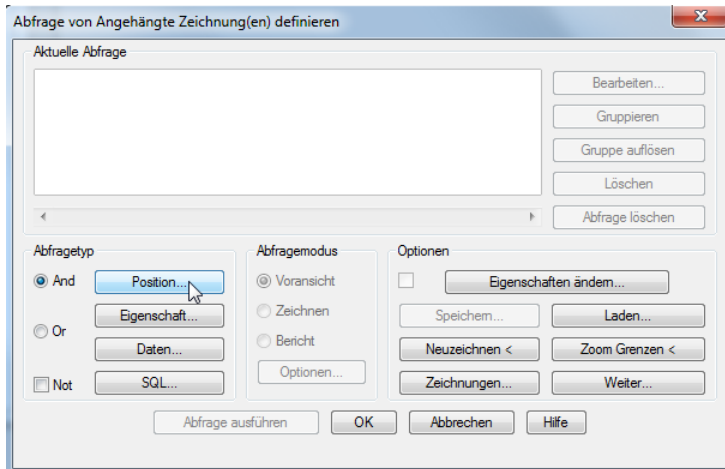 Abfrage von Angehängte Zeichnung(en) definieren
x
Aktuelle Abfrage
Bearbeiten...
Gruppieren
Gruppe auflösen
Löschen
Abfrage löschen
Abfragetyp
And
Position...
Eigenschaft...
Or
Daten...
Not
SQL...
Abfragemodus
Voransicht
Zeichnen
Bericht
Optionen...
Optionen
Eigenschaften ändern...
Speichern... Laden...
Neuzeichnen < Zoom Grenzen <
Zeichnungen... Weiter...
Abfrage ausführen OK Abbrechen Hilfe